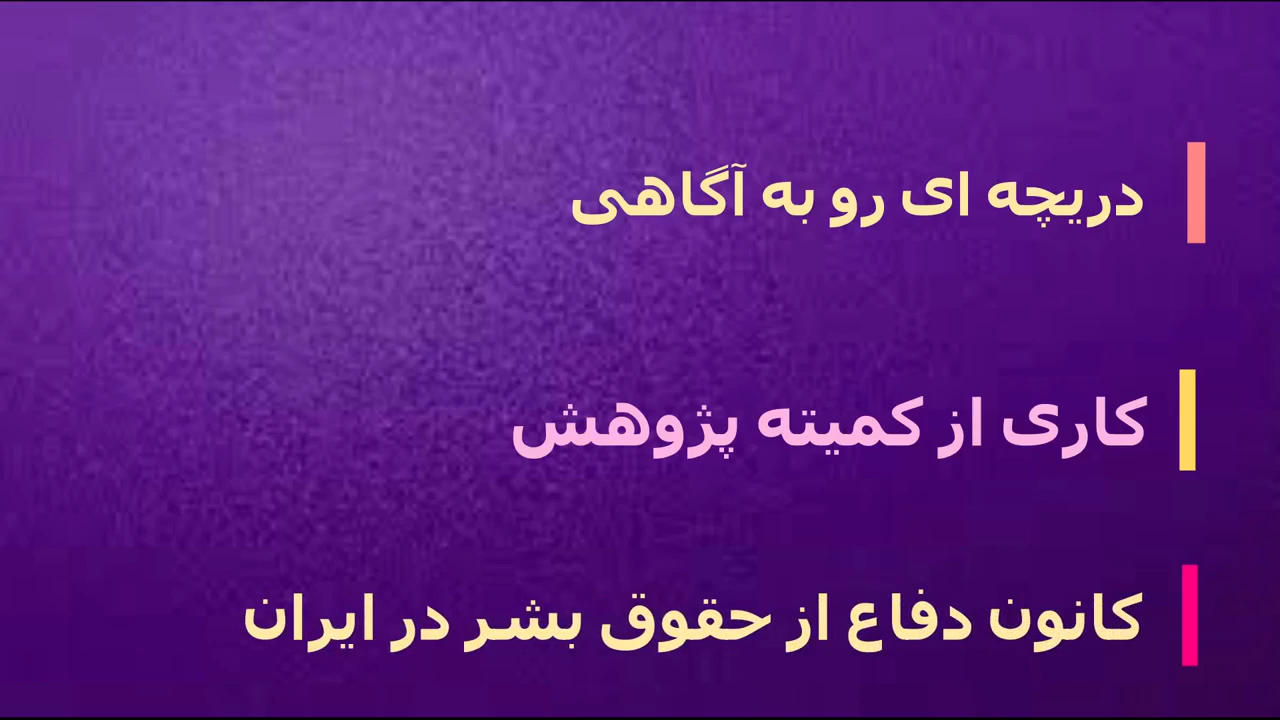 دریچه ای رو به آگاهی
کاری از کمیته پژوهش
کانون دفاع از حقوق بشر در ایران